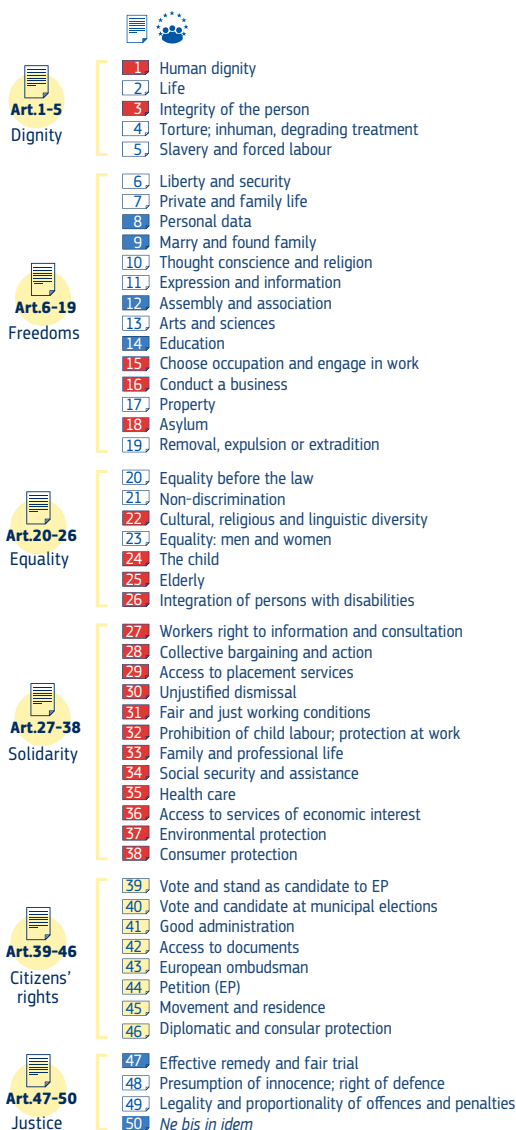 Art.1-5
Dignity
1 Human dignity
2 Life
3 Integrity of the person
4 Torture; inhuman, degrading treatment
5 Slavery and forced labour
Art.6-19
Freedoms
6 Liberty and security
7 Private and family life
8 Personal data
9 Marry and found family
10 Thought conscience and religion
11 Expression and information
12 Assembly and association
13 Arts and sciences
14 Education
15 Choose occupation and engage in work
16 Conduct a business
17 Property
18 Asylum
19 Removal, expulsion or extradition
Art.20-26
Equality
20 Equality before the law
21 Non-discrimination
22 Cultural, religious and linguistic diversity
23 Equality: men and women
24 The child
25 Elderly
26 Integration of persons with disabilities
Art.27-38
Solidarity
27 Workers right to information and consultation
28 Collective bargaining and action
29 Access to placement services
30 Unjustified dismissal
31 Fair and just working conditions
32 Prohibition of child labour; protection at work
33 Family and professional life
34 Social security and assistance
35 Health care
36 Access to services of economic interest
37 Environmental protection
38 Consumer protection
Art.39-46
Citizens'
rights
39 Vote and stand as candidate to EP
40 Vote and candidate at municipal elections
41 Good administration
42 Access to documents
43 European ombudsman
44 Petition (EP)
45 Movement and residence
46 Diplomatic and consular protection
Art.47-50
Justice
47 Effective remedy and fair trial
48 Presumption of innocence; right of defence
49 Legality and proportionality of offences and penalties
50 Ne bis in idem